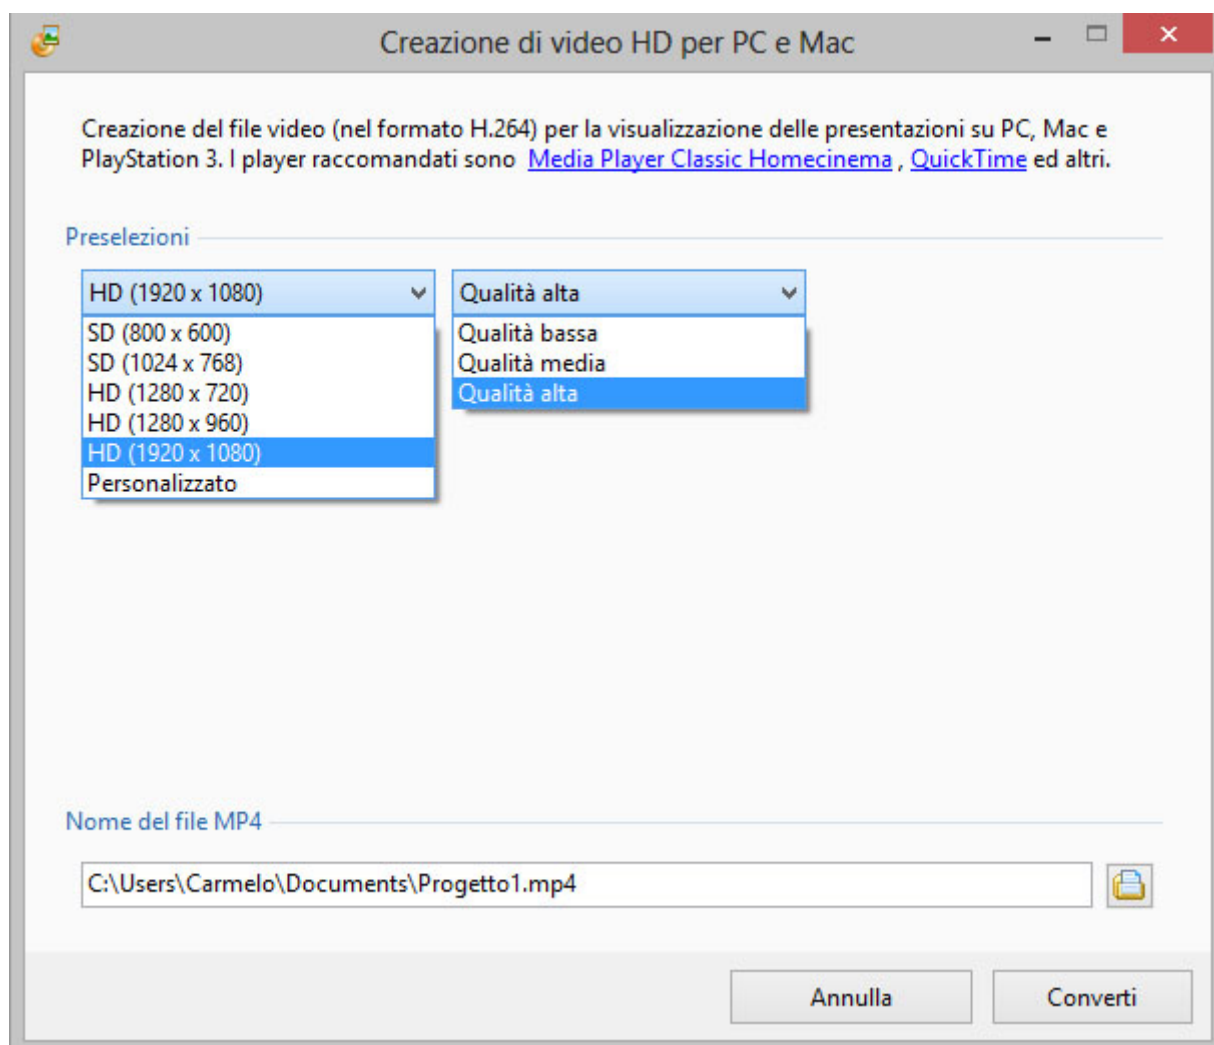 Creazione di video HD per PC e Mac
Creazione del file video (nel formato H.264) per la visualizzazione delle presentazioni su PC, Mac e
PlayStation 3. I player raccomandati sono Media Player Classic Homecinema , QuickTime ed altri.
Preselezioni
HD (1920 x 1080)
SD (800 x 600)
SD (1024 x 768)
HD (1280 x 720)
HD (1280 x 960)
HD (1920 x 1080)
Personalizzato
Qualità alta
Qualità bassa
Qualità media
Qualità alta
Nome del file MP4
C:\Users\Carmelo\Documents\Progetto1.mp4
Annulla
Converti